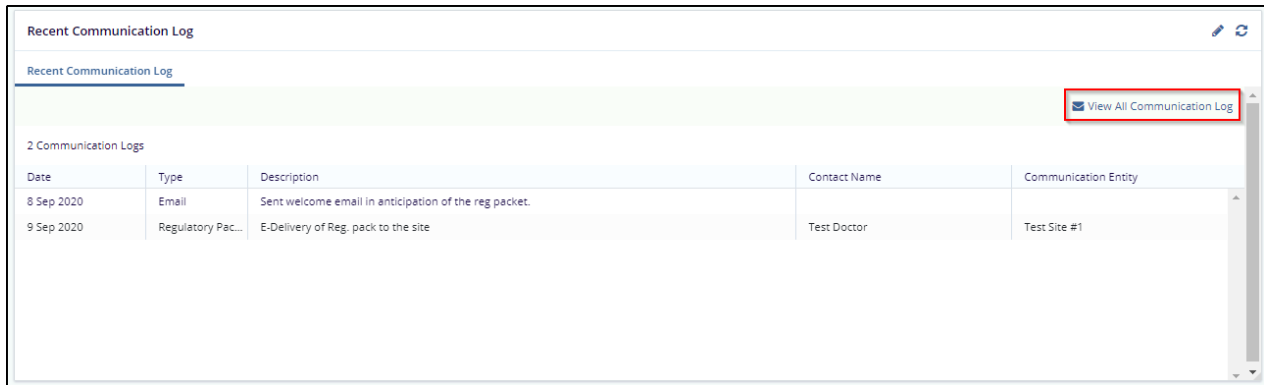 Recent Communication Log
Recent Communication Log
View All Communication Log
2 Communication Logs
Date Type Description Contact Name Communication Entity
8 Sep 2020 Email Sent welcome email in anticipation of the reg packet.
9 Sep 2020 Regulatory Pac... E-Delivery of Reg. pack to the site Test Doctor Test Site #1